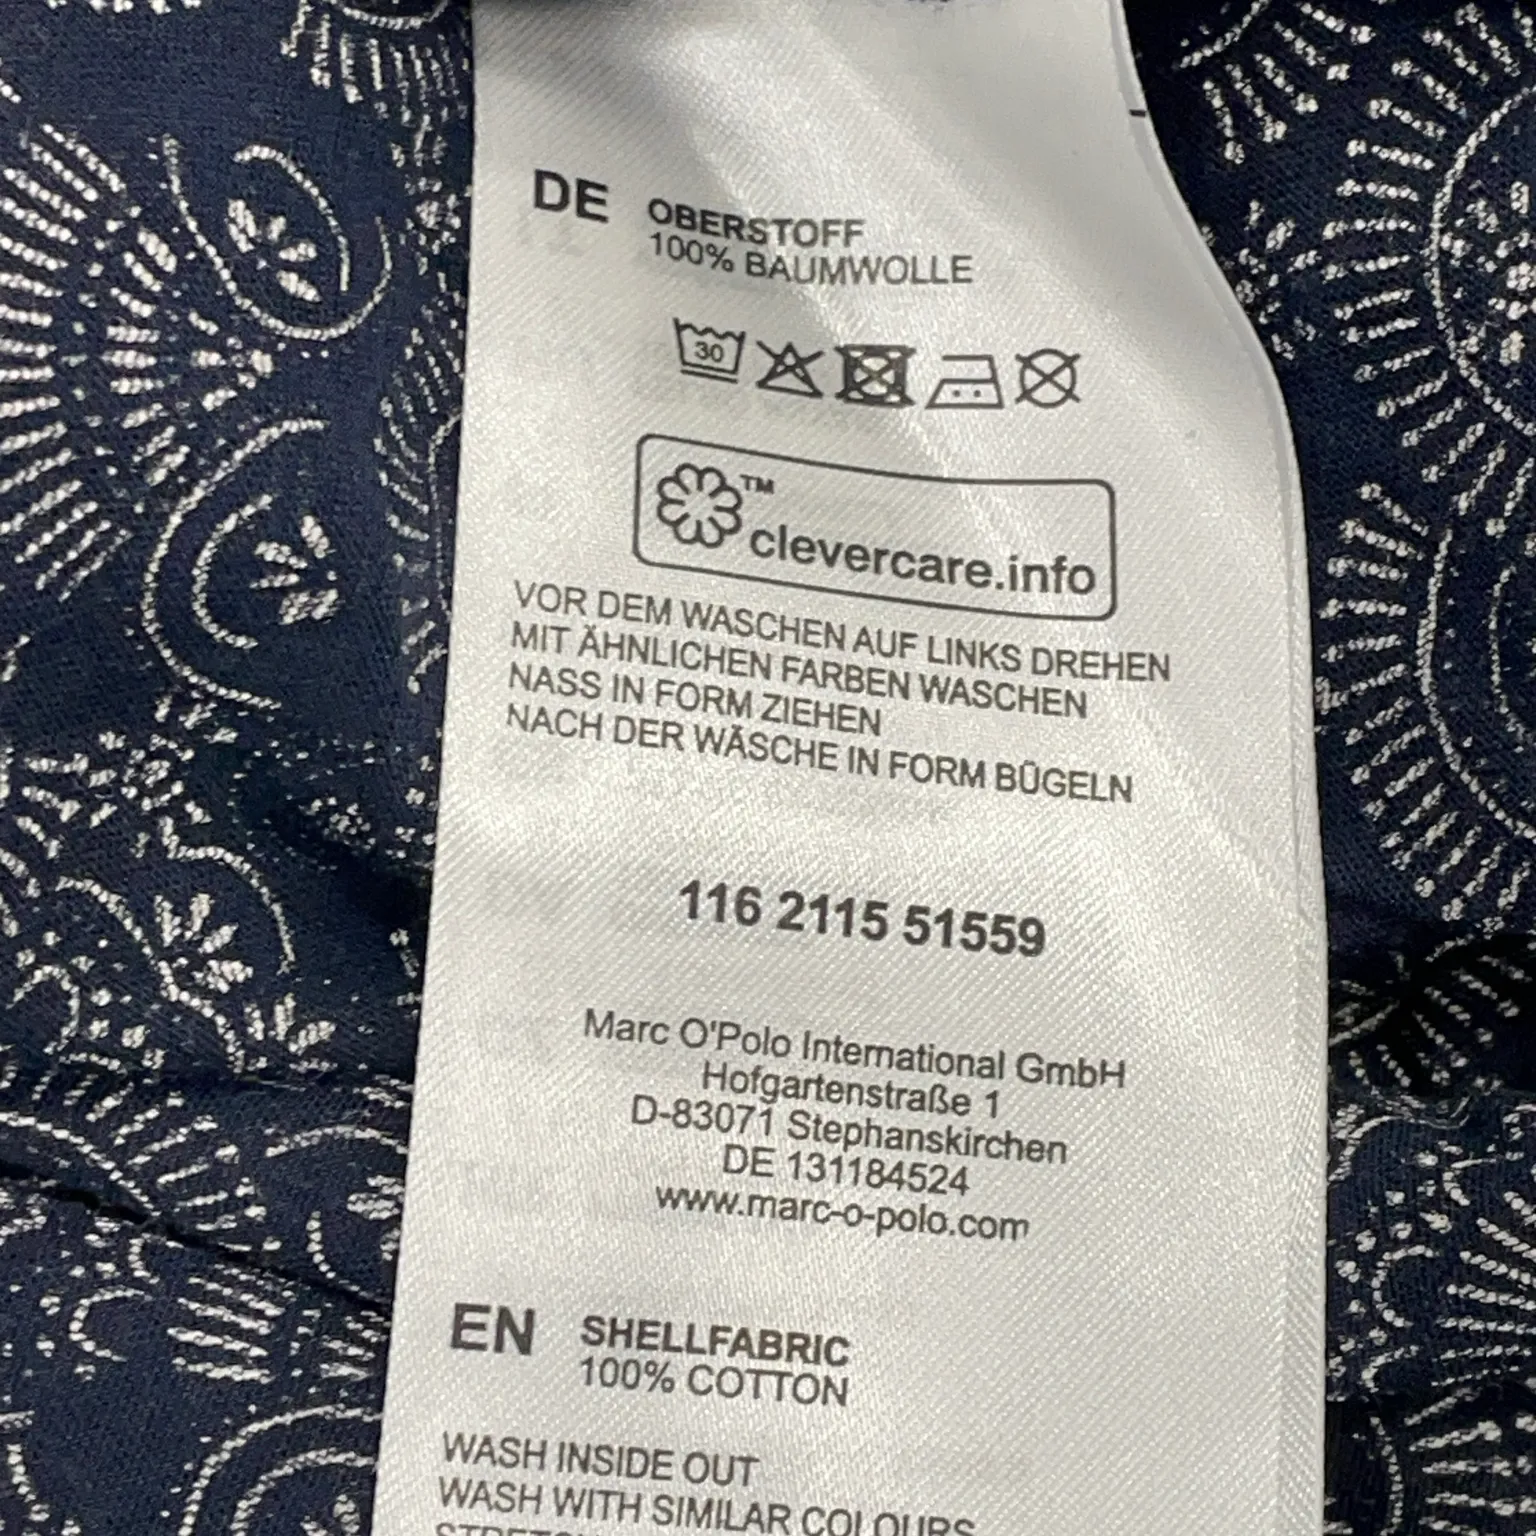 DE OBERSTOFF
100% BAUMWOLLE
30
™
clevercare.info
VOR DEM WASCHEN AUF LINKS DREHEN
MIT ÄHNLICHEN FARBEN WASCHEN
NASS IN FORM ZIEHEN
NACH DER WÄSCHE IN FORM BÜGELN
116 2115 51559
Marc O'Polo International GmbH
Hofgartenstraße 1
D-83071 Stephanskirchen
DE 131184524
www.marc-o-polo.com
EN SHELLFABRIC
100% COTTON
WASH INSIDE OUT
WASH WITH SIMILAR COLOURS